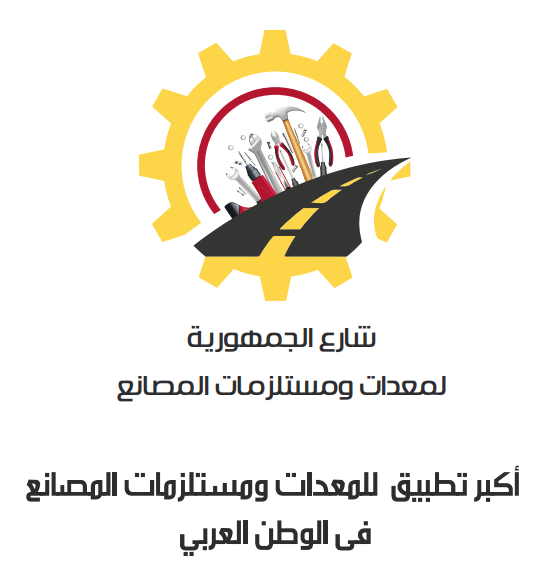 شارع الجمهورية
لمعدات ومستلزمات المصانع
أكبر تطبيق للمعدات ومستلزمات المصانع
فى الوطن العربي